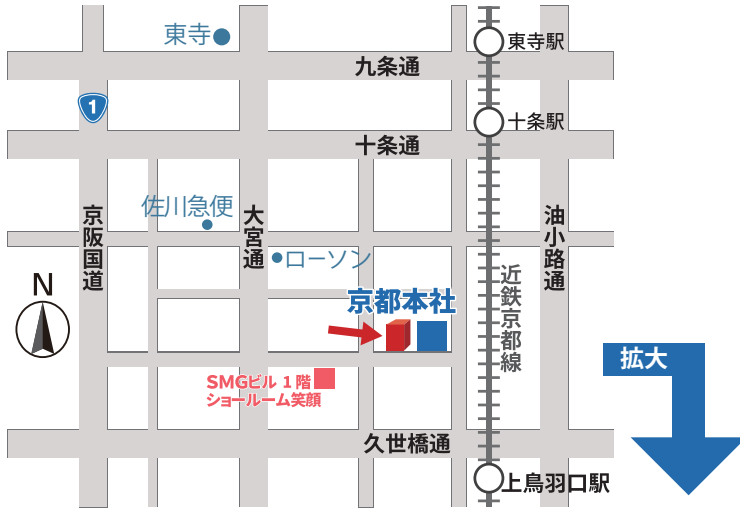 東寺
東寺駅
九条通
1
十条駅
十条通
佐川急便
京阪国道
大宮通
油小路通
ローソン
近鉄京都線
N
京都本社
拡大
SMGビル 1階
ショールーム笑顔
久世橋通
上鳥羽口駅